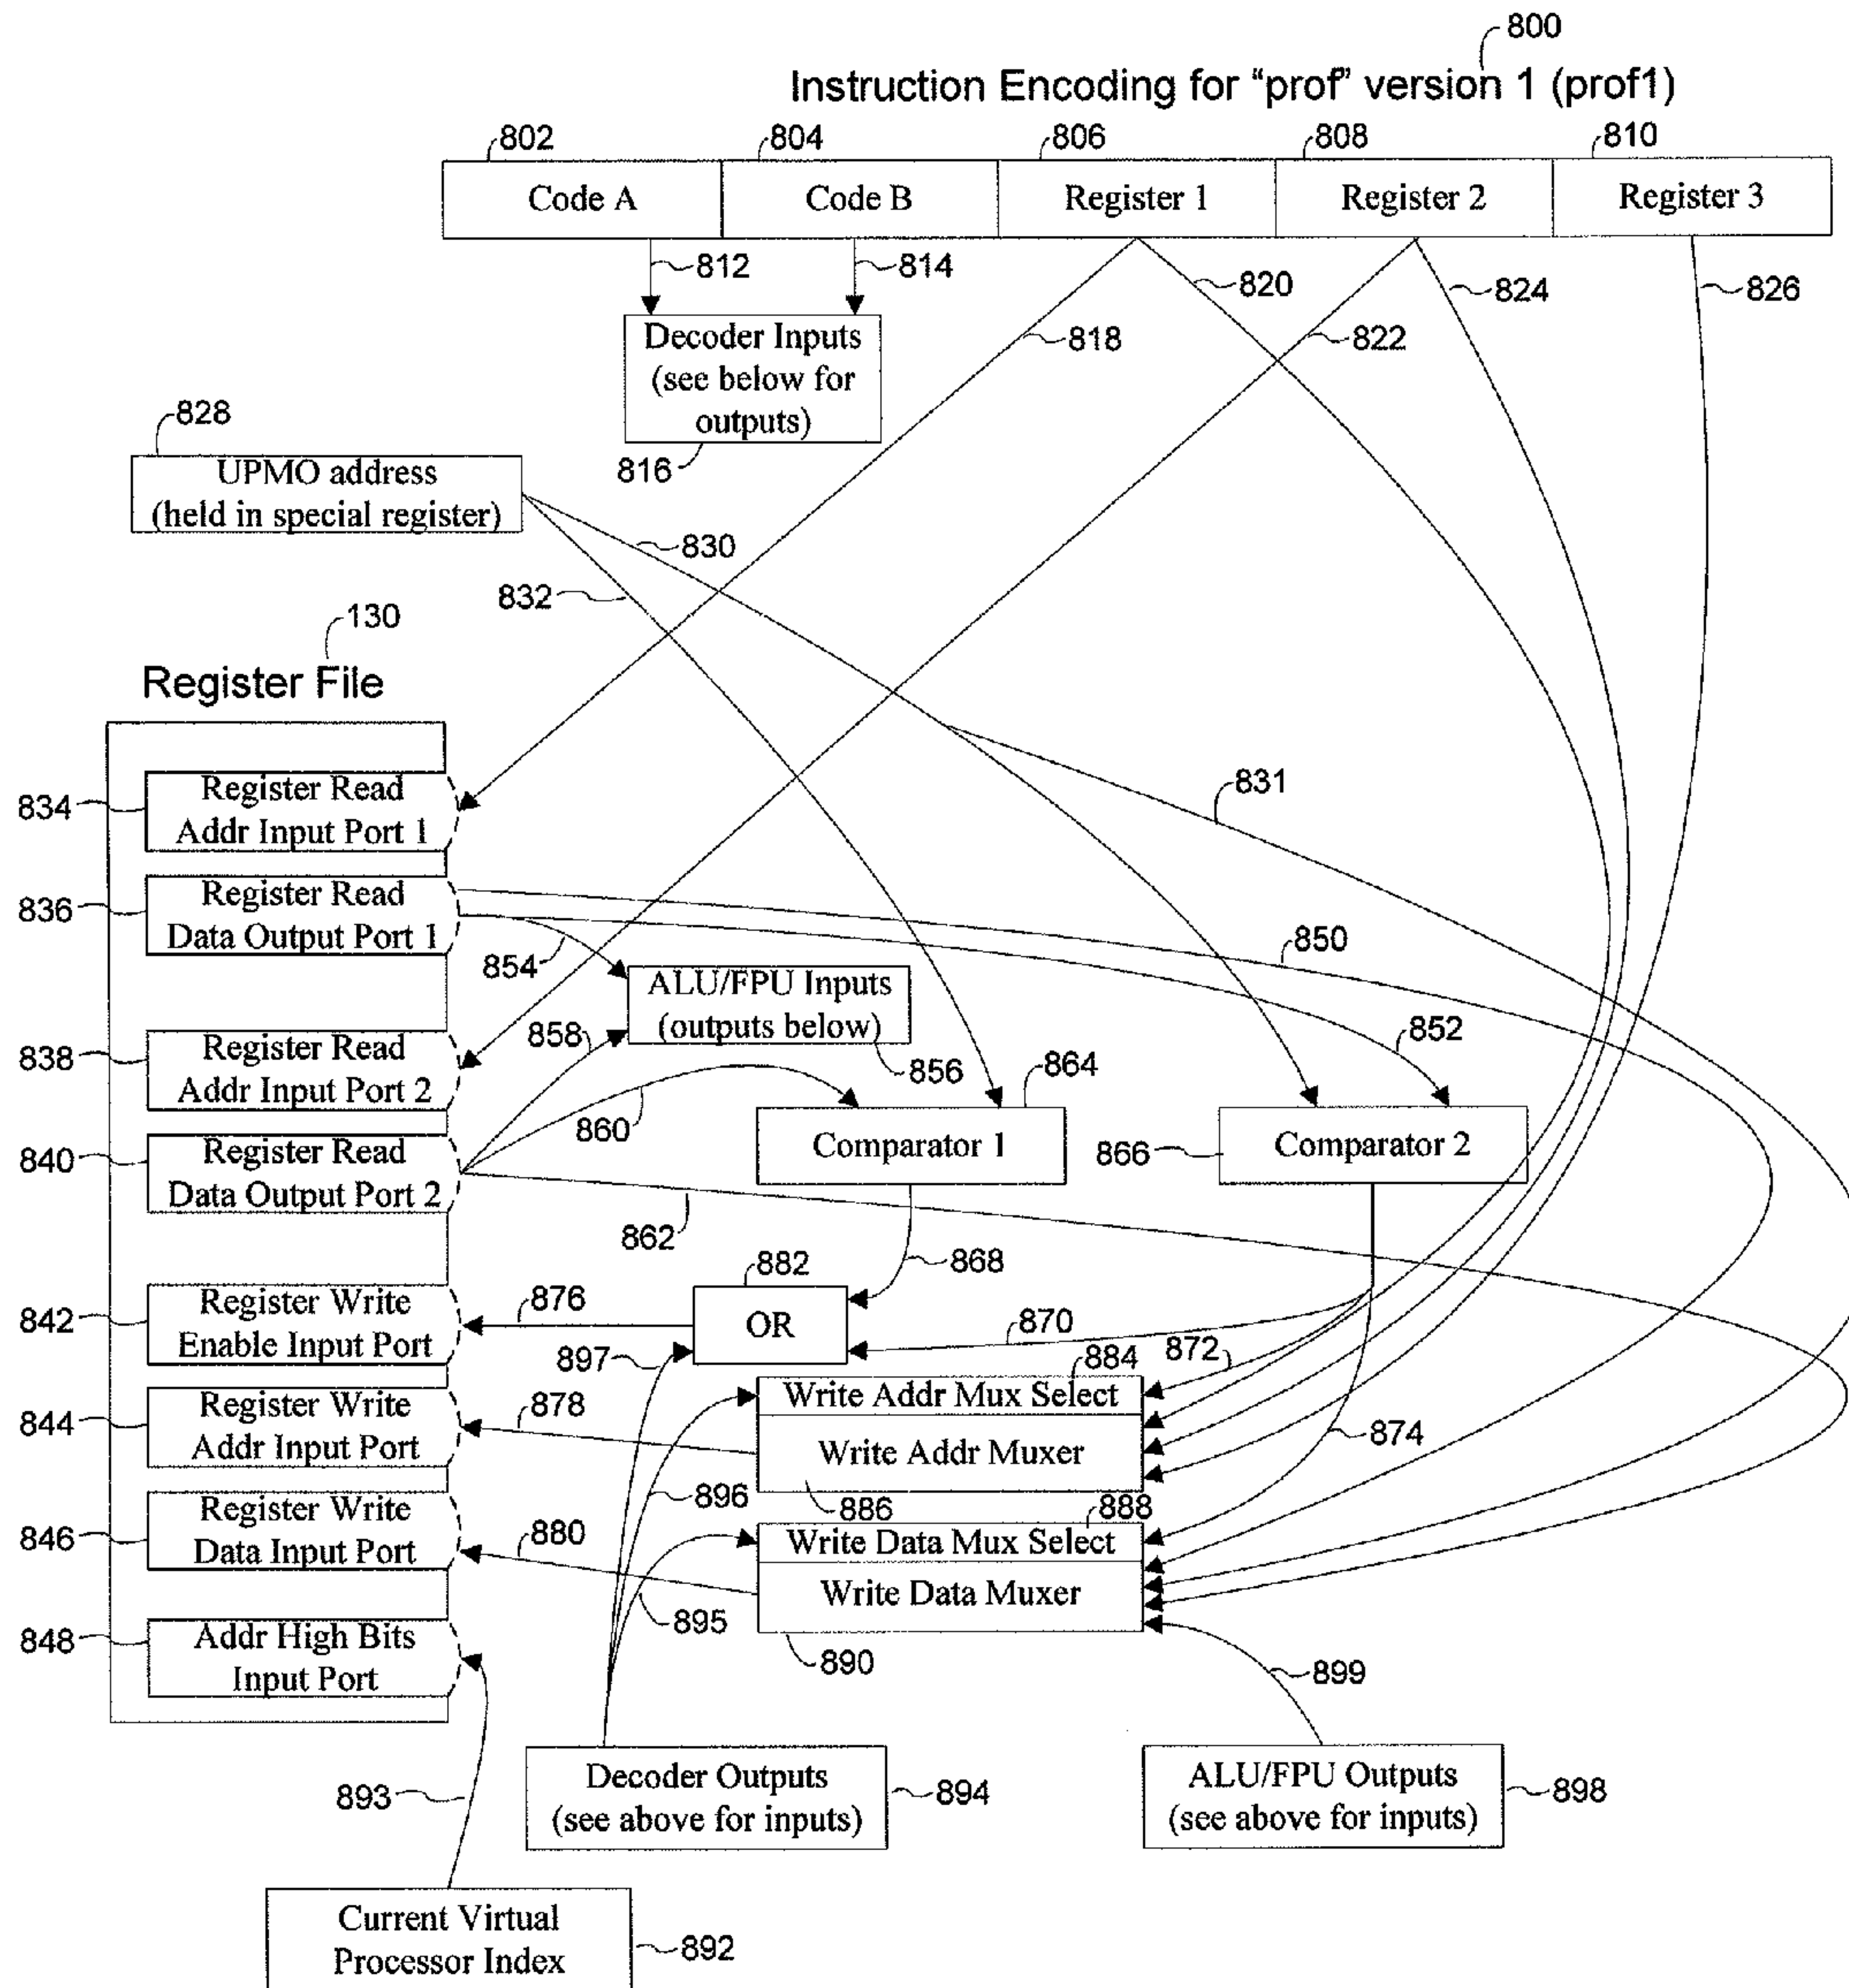 800
Instruction Encoding for “prof” version 1 (prof1)
802
804
806
808
810
Code A
Code B
Register 1
Register 2
Register 3
812
814
820
824
826
Decoder Inputs
(see below for
outputs)
816
818
822
828
UPMO address
(held in special register)
830
832
130
Register File
831
834
Register Read
Addr Input Port 1
836
Register Read
Data Output Port 1
850
854
ALU/FPU Inputs
(outputs below)
858
852
856
838
Register Read
Addr Input Port 2
864
860
Comparator 1
866
Comparator 2
840
Register Read
Data Output Port 2
862
868
882
842
Register Write
Enable Input Port
876
OR
870
897
872
884
844
Register Write
Addr Input Port
878
Write Addr Mux Select
Write Addr Muxer
874
896
886
888
846
Register Write
Data Input Port
880
Write Data Mux Select
Write Data Muxer
895
890
848
Addr High Bits
Input Port
899
893
Decoder Outputs
(see above for inputs)
894
ALU/FPU Outputs
(see above for inputs)
898
Current Virtual
Processor Index
892